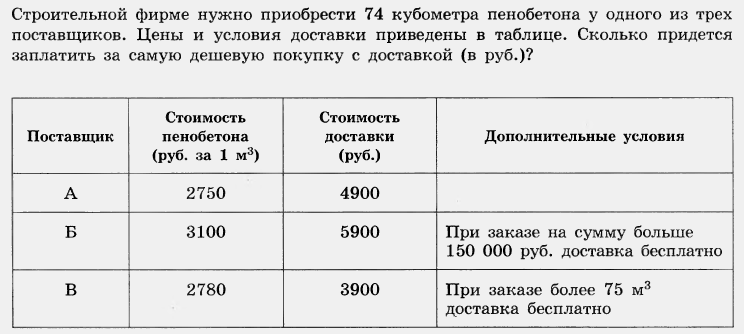 Строительной фирме нужно приобрести 74 кубометра пенобетона у одного из трех
поставщиков. Цены и условия доставки приведены в таблице. Сколько придется
заплатить за самую дешевую покупку с доставкой (в руб.)?
Поставщик
Стоимость
пенобетона
(руб. за 1 м³)
Стоимость
доставки
(руб.)
Дополнительные условия
А
2750
4900
Б
3100
5900
При заказе на сумму больше
150 000 руб. доставка бесплатно
В
2780
3900
При заказе более 75 м³
доставка бесплатно